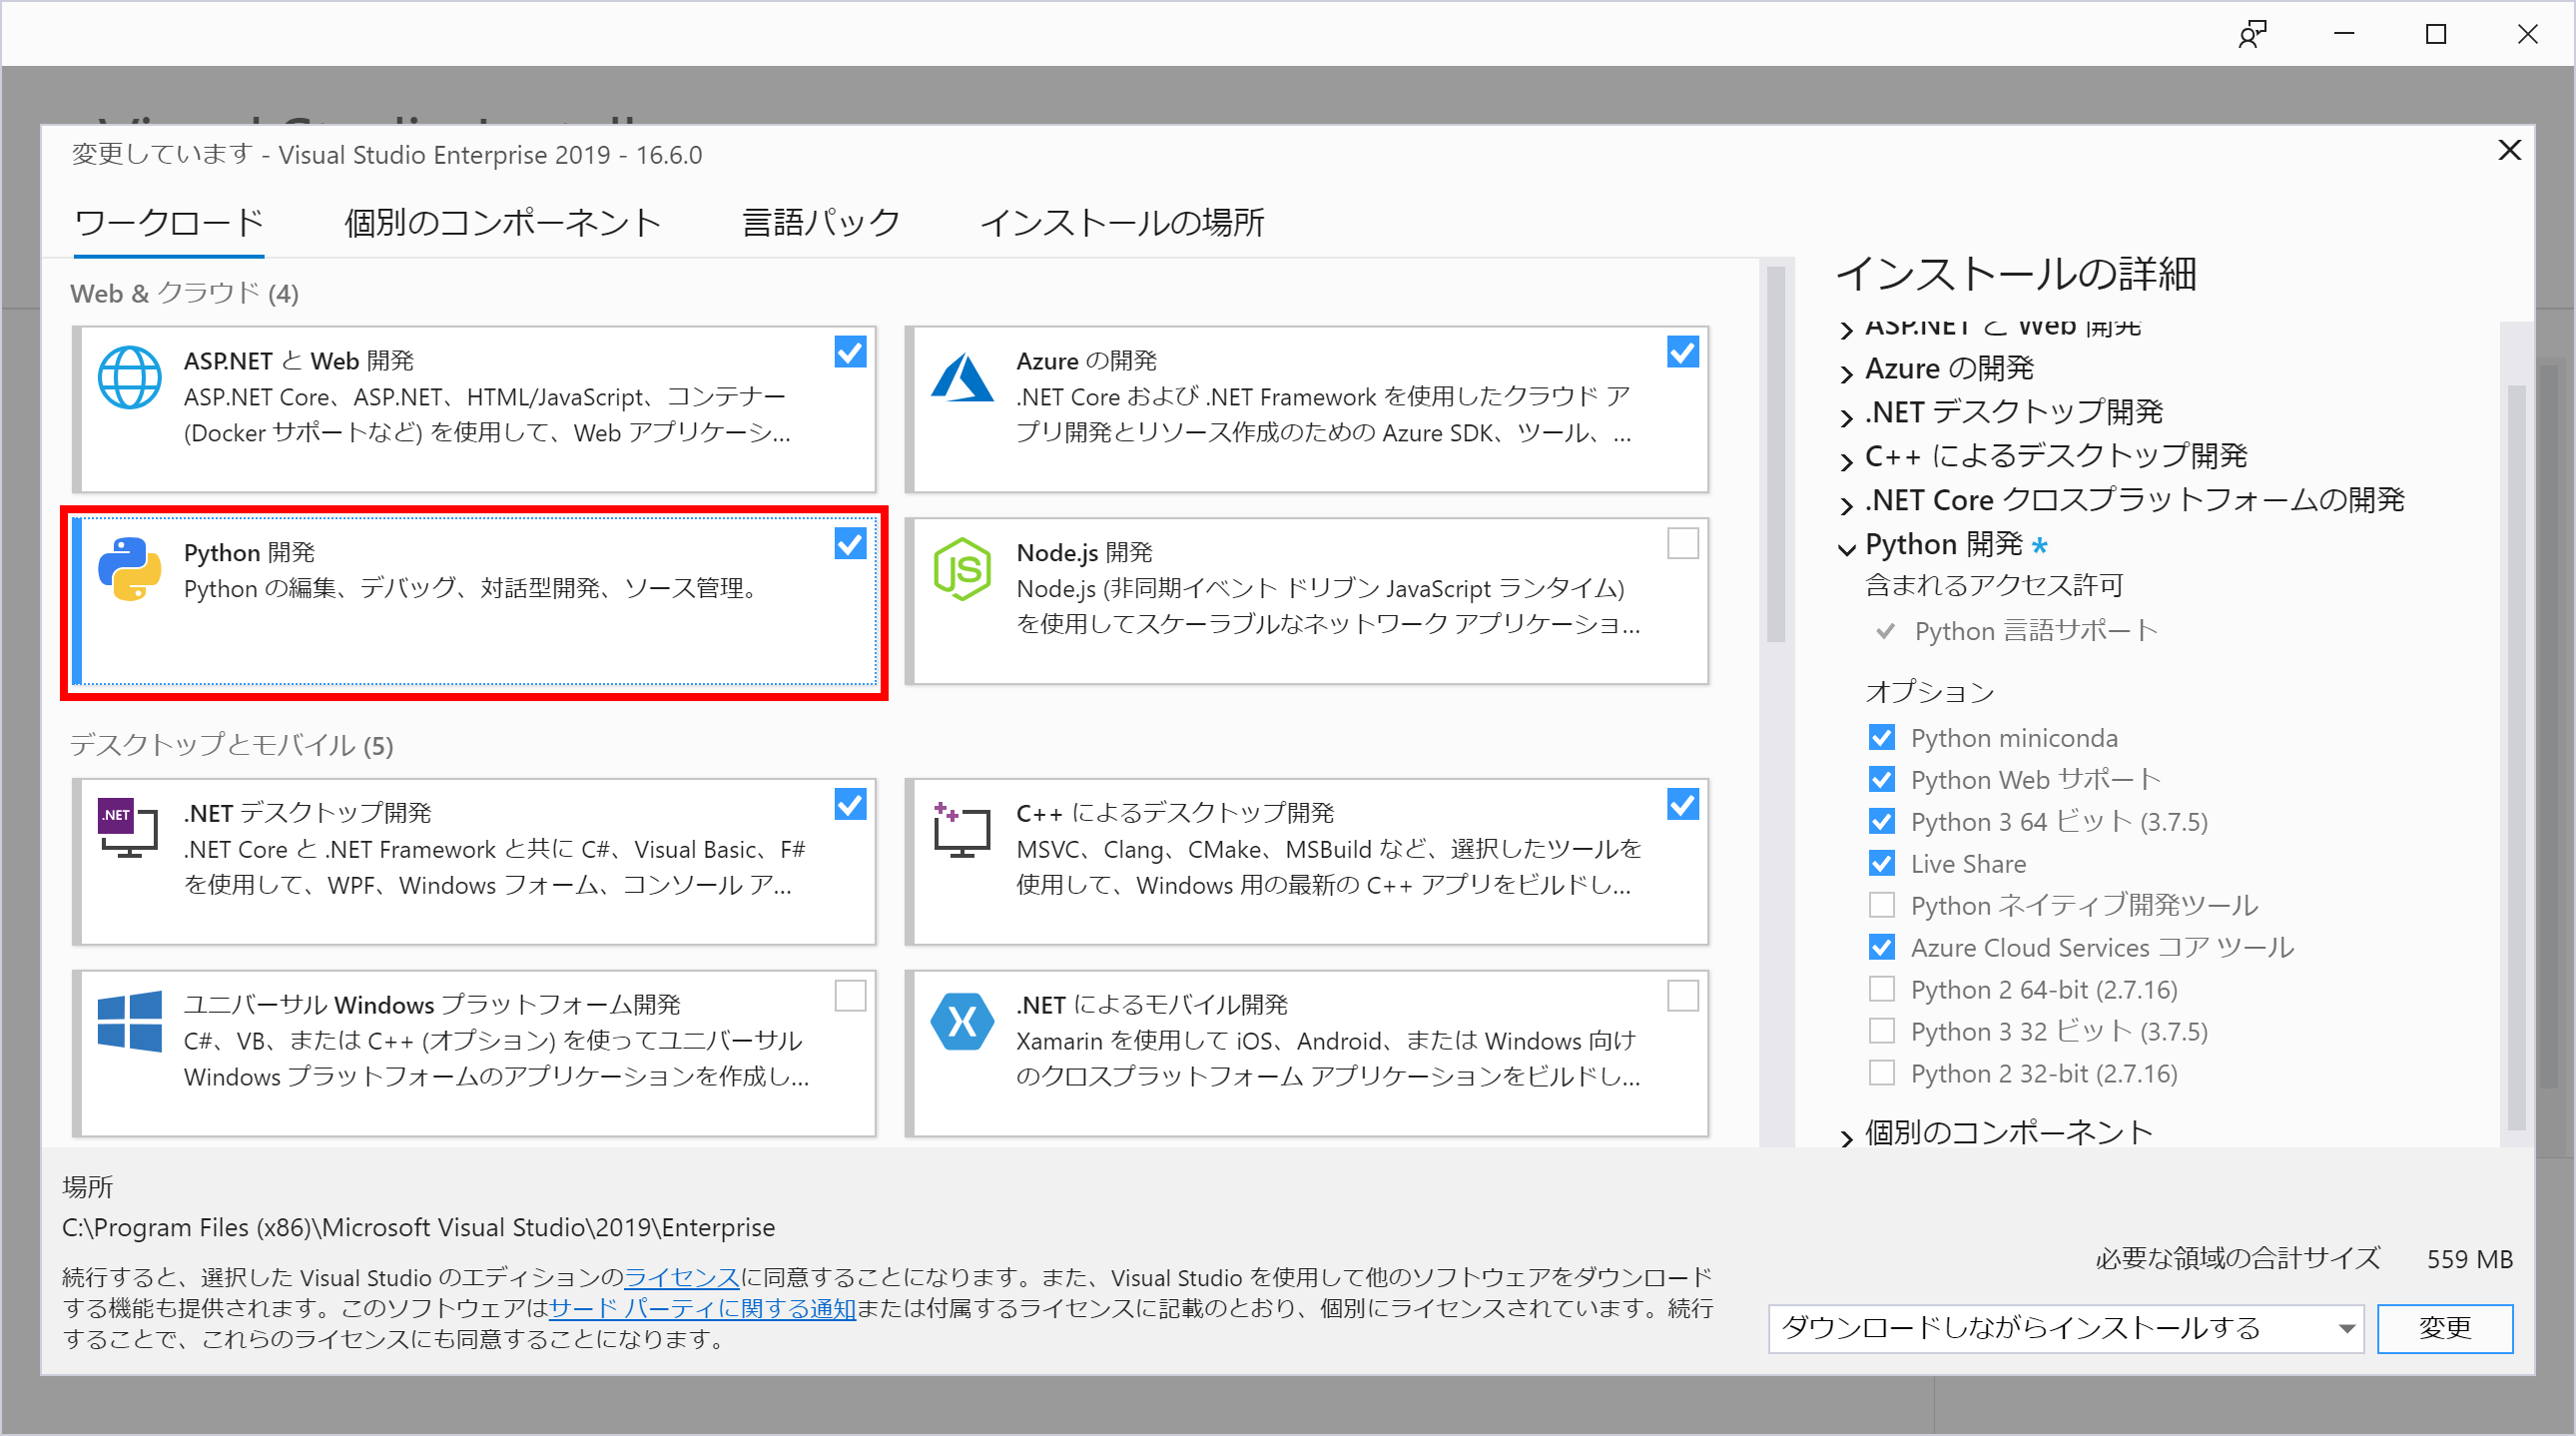 変更しています - Visual Studio Enterprise 2019 - 16.6.0
ワークロード 個別のコンポーネント 言語パック インストールの場所
Web & クラウド (4)
ASP.NET と Web 開発
ASP.NET Core、ASP.NET、HTML/JavaScript、コンテナー
(Docker サポートなど) を使用して、Web アプリケーシ...
Azure の開発
.NET Core および .NET Framework を使用したクラウド ア
プリ開発とリソース作成のための Azure SDK、ツール、...
Python 開発
Python の編集、デバッグ、対話型開発、ソース管理。
JS
Node.js 開発
Node.js (非同期イベント ドリブン JavaScript ランタイム)
を使用してスケーラブルなネットワーク アプリケーショ...
デスクトップとモバイル (5)
.NET
.NET デスクトップ開発
.NET Core と .NET Framework と共に C#、Visual Basic、F#
を使用して、WPF、Windows フォーム、コンソール ア...
C++ によるデスクトップ開発
MSVC、Clang、CMake、MSBuild など、選択したツールを
使用して、Windows 用の最新の C++ アプリをビルドし...
ユニバーサル Windows プラットフォーム開発
C#、VB、または C++ (オプション) を使ってユニバーサル
Windows プラットフォームのアプリケーションを作成し...
.NET によるモバイル開発
Xamarin を使用して iOS、Android、または Windows 向け
のクロスプラットフォーム アプリケーションをビルドし...
インストールの詳細
ASP.NET と Web 開発
Azure の開発
.NET デスクトップ開発
C++ によるデスクトップ開発
.NET Core クロスプラットフォームの開発
Python 開発 *
含まれるアクセス許可
Python 言語サポート
オプション
Python miniconda
Python Web サポート
Python 3 64 ビット (3.7.5)
Live Share
Python ネイティブ開発ツール
Azure Cloud Services コア ツール
Python 2 64-bit (2.7.16)
Python 3 32 ビット (3.7.5)
Python 2 32-bit (2.7.16)
個別のコンポーネント
場所
C:\Program Files (x86)\Microsoft Visual Studio\2019\Enterprise
続行すると、選択した Visual Studio のエディションのライセンスに同意することになります。また、Visual Studio を使用して他のソフトウェアをダウンロード
する機能も提供されます。このソフトウェアはサード パーティに関する通知または付属するライセンスに記載のとおり、個別にライセンスされています。続行
することで、これらのライセンスにも同意することになります。
必要な領域の合計サイズ 559 MB
ダウンロードしながらインストールする 変更